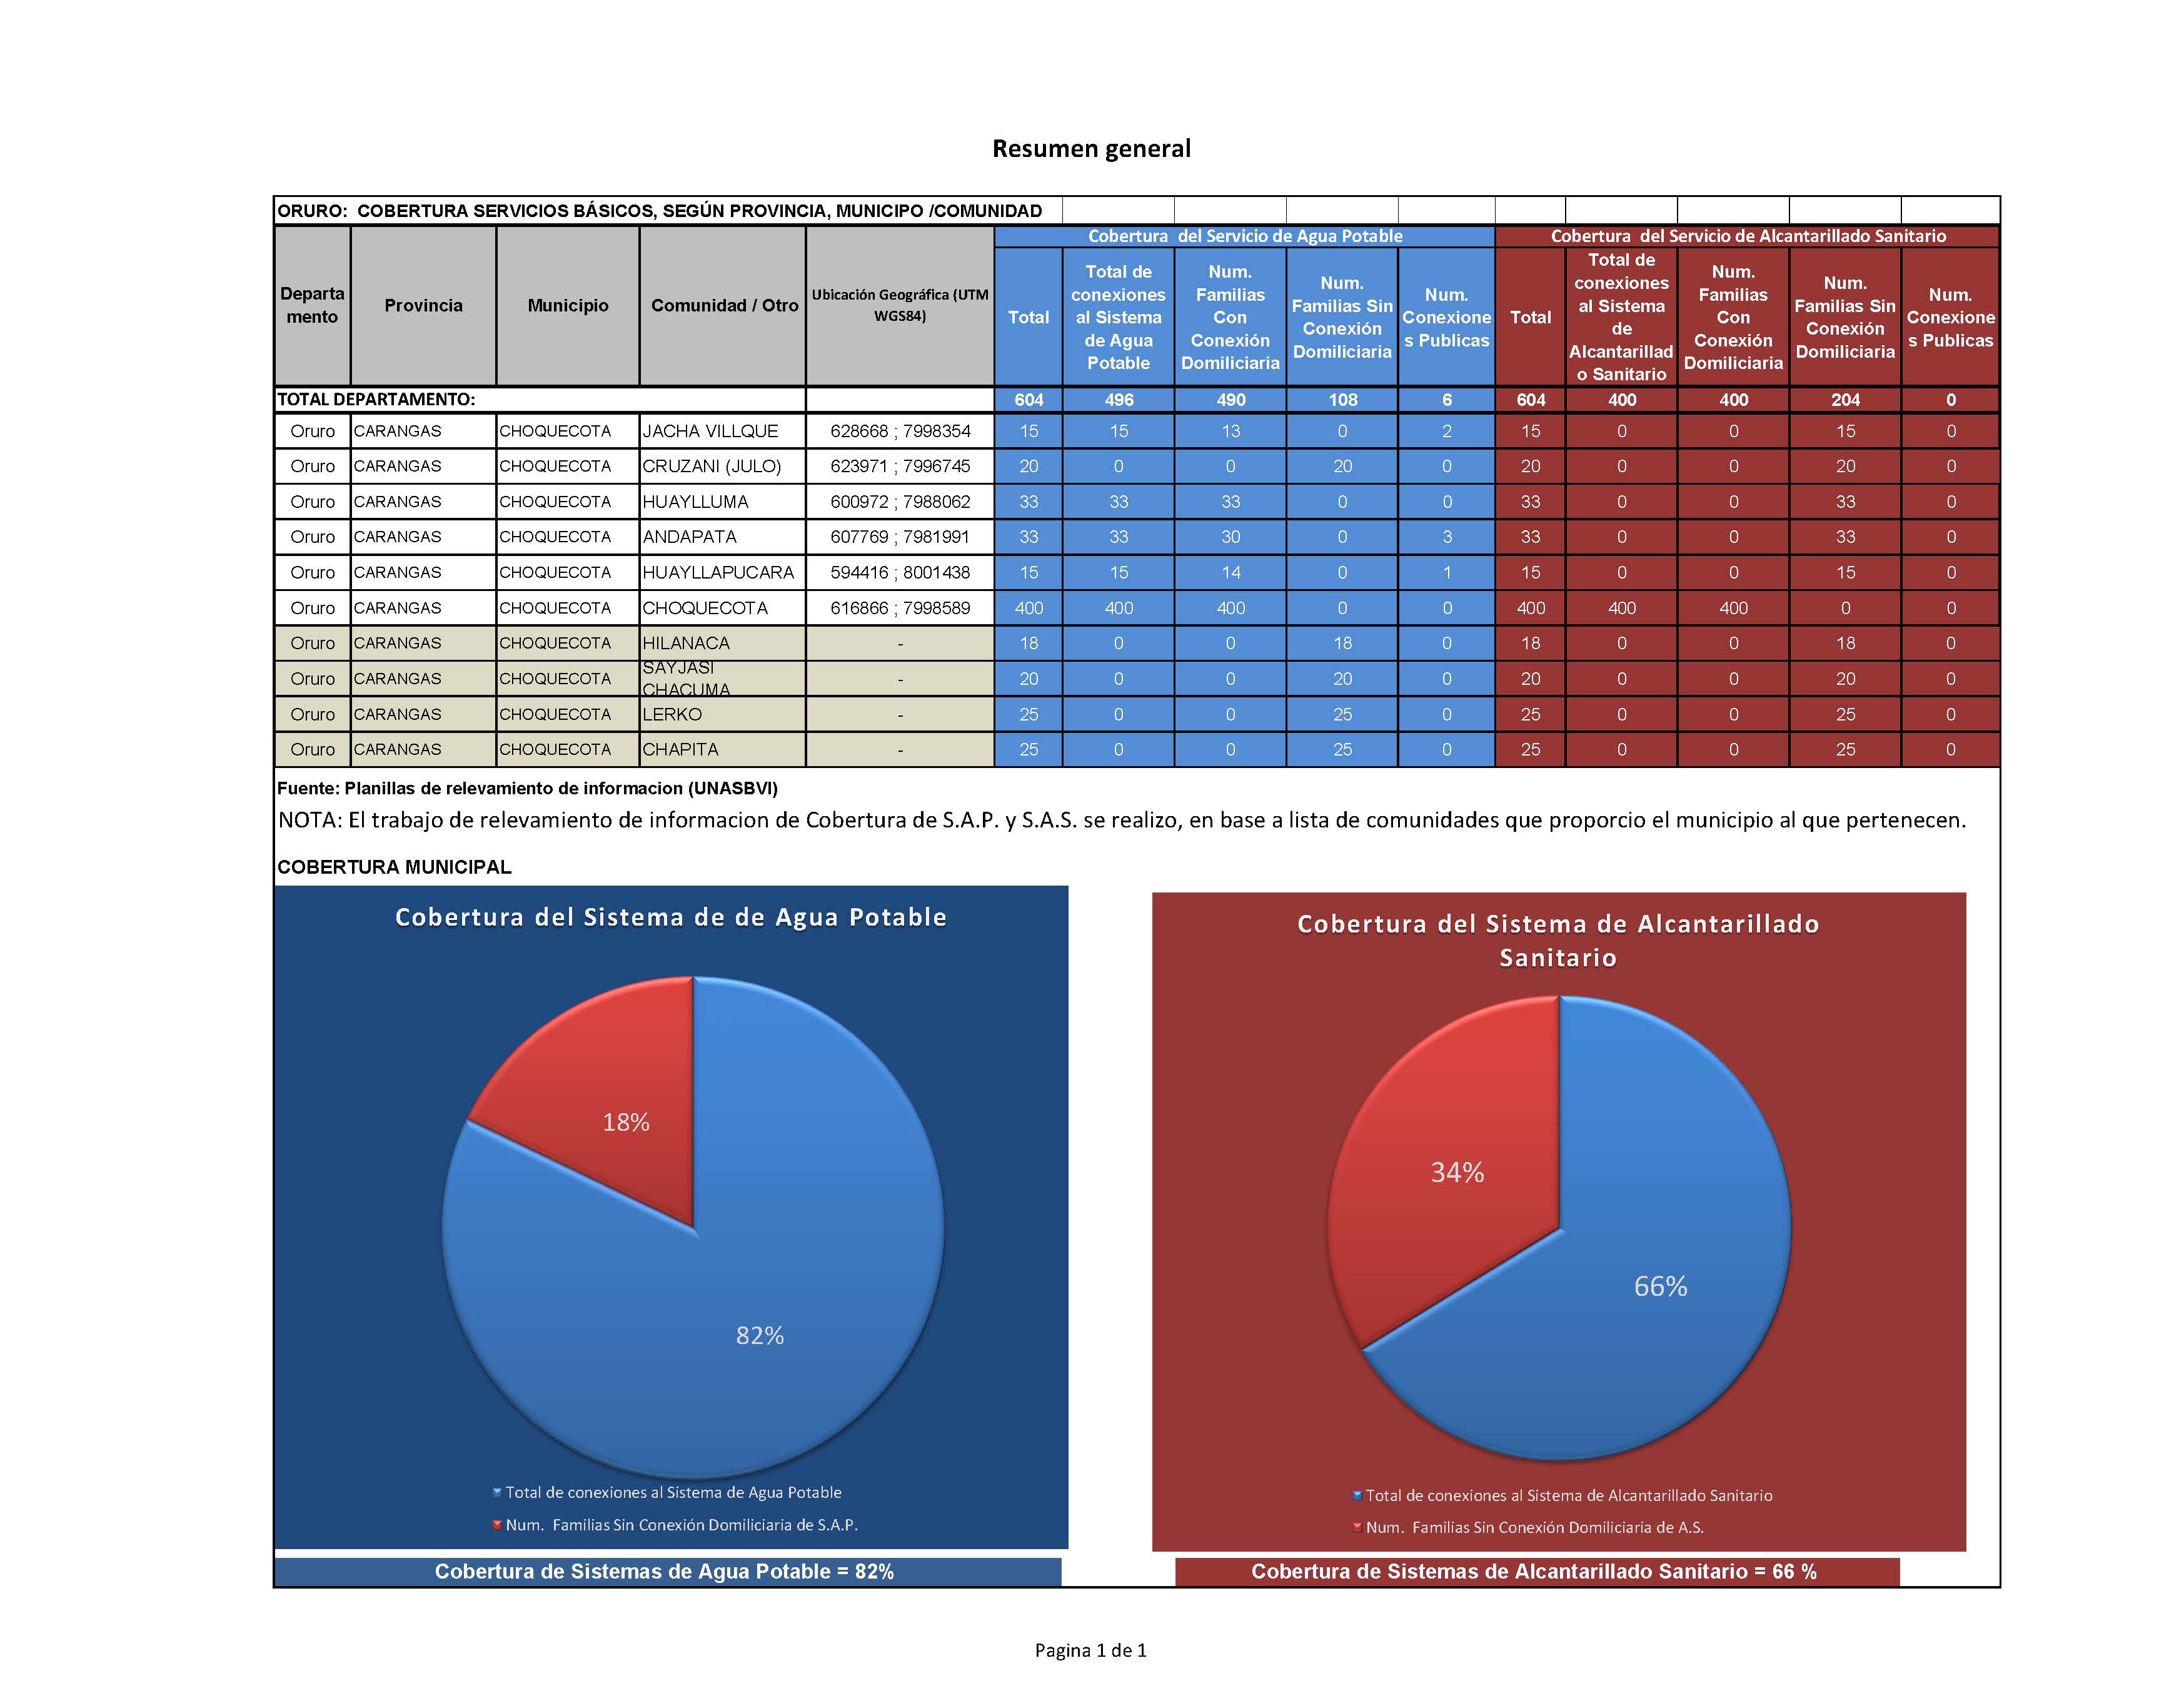 Resumen general
ORURO:  COBERTURA SERVICIOS BÁSICOS, SEGÚN PROVINCIA, MUNICIPO /COMUNIDAD
Cobertura  del Servicio de Agua Potable Cobertura  del Servicio de Alcantarillado Sanitario
Departa
mento
Provincia
Municipio
Comunidad / Otro
Ubicación Geográfica (UTM
WGS84)
Total
Total de
conexiones
al Sistema
de Agua
Potable
Num.
Familias
Con
Conexión
Domiliciaria
Num.
Familias Sin
Conexión
Domiliciaria
Num.
Conexione
s Publicas
Total
Total de
conexiones
al Sistema
de
Alcantarillad
o Sanitario
Num.
Familias
Con
Conexión
Domiliciaria
Num.
Familias Sin
Conexión
Domiliciaria
Num.
Conexione
s Publicas
TOTAL DEPARTAMENTO: 604 496 490 108 6 604 400 400 204 0
Oruro CARANGAS CHOQUECOTA JACHA VILLQUE 628668 ; 7998354 15 15 13 0 2 15 0 0 15 0
Oruro CARANGAS CHOQUECOTA CRUZANI (JULO) 623971 ; 7996745 20 0 0 20 0 20 0 0 20 0
Oruro CARANGAS CHOQUECOTA HUAYLLUMA 600972 ; 7988062 33 33 33 0 0 33 0 0 33 0
Oruro CARANGAS CHOQUECOTA ANDAPATA 607769 ; 7981991 33 33 30 0 3 33 0 0 33 0
Oruro CARANGAS CHOQUECOTA HUAYLLAPUCARA 594416 ; 8001438 15 15 14 0 1 15 0 0 15 0
Oruro CARANGAS CHOQUECOTA CHOQUECOTA 616866 ; 7998589 400 400 400 0 0 400 400 400 0 0
Oruro CARANGAS CHOQUECOTA HILANACA - 18 0 0 18 0 18 0 0 18 0
Oruro CARANGAS CHOQUECOTA SAYJASI CHACUMA - 20 0 0 20 0 20 0 0 20 0
Oruro CARANGAS CHOQUECOTA LERKO - 25 0 0 25 0 25 0 0 25 0
Oruro CARANGAS CHOQUECOTA CHAPITA - 25 0 0 25 0 25 0 0 25 0
Fuente: Planillas de relevamiento de informacion (UNASBVI)
NOTA: El trabajo de relevamiento de informacion de Cobertura de S.A.P. y S.A.S. se realizo, en base a lista de comunidades que proporcio el municipio al que pertenecen.
COBERTURA MUNICIPAL
Cobertura del Sistema de de Agua Potable
18%
82%
Total de conexiones al Sistema de Agua Potable
Num.  Familias Sin Conexión Domiliciaria de S.A.P.
Cobertura de Sistemas de Agua Potable = 82%
Cobertura del Sistema de Alcantarillado
Sanitario
34%
66%
Total de conexiones al Sistema de Alcantarillado Sanitario
Num.  Familias Sin Conexión Domiliciaria de A.S.
Cobertura de Sistemas de Alcantarillado Sanitario = 66 %
Pagina 1 de 1